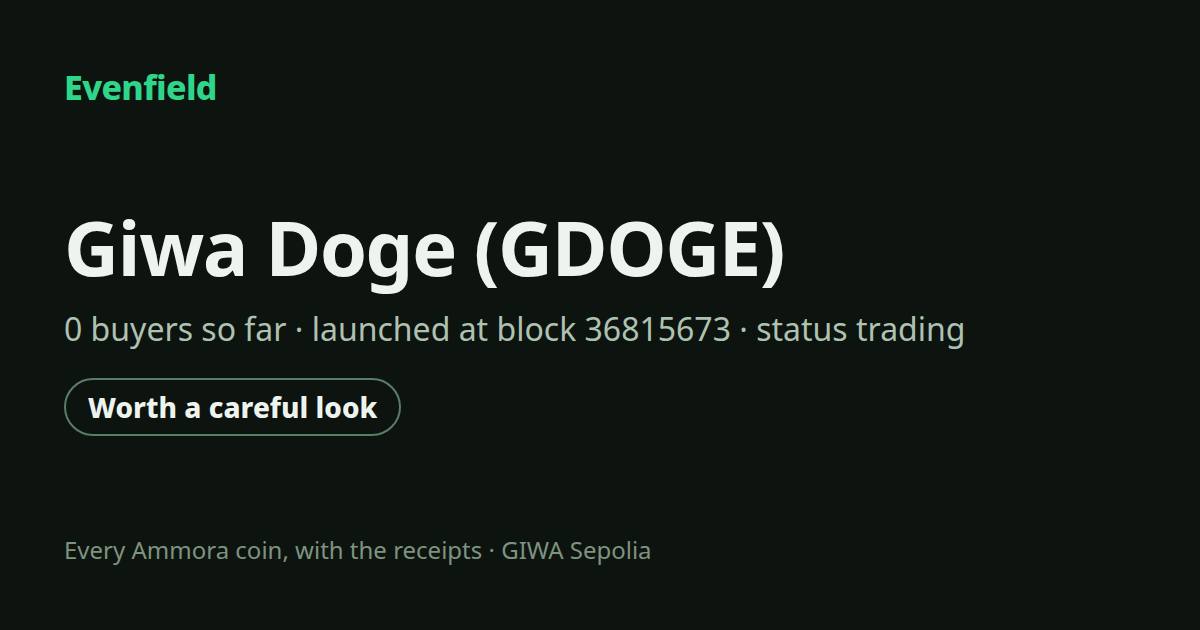 Evenfield
Giwa Doge (GDOGE)
0 buyers so far · launched at block 36815673 · status trading
Worth a careful look
Every Ammora coin, with the receipts · GIWA Sepolia